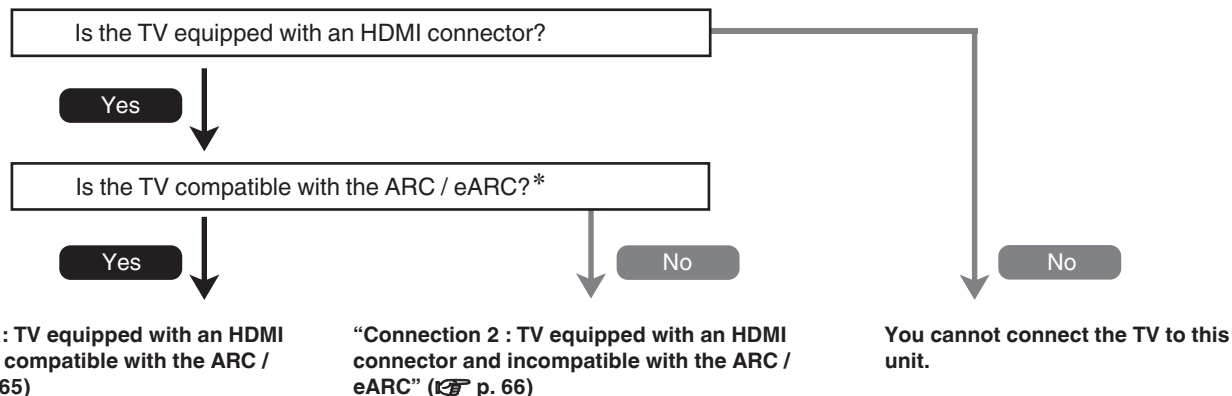 Is the TV equipped with an HDMI connector?
Yes
Is the TV compatible with the ARC / eARC?*
Yes
No
No
: TV equipped with an HDMI
compatible with the ARC /
65)
“Connection 2 : TV equipped with an HDMI
connector and incompatible with the ARC /
eARC” (☞ p. 66)
You cannot connect the TV to this
unit.